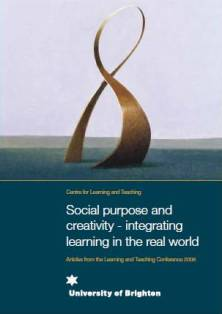 Centre for Learning and Teaching
Social purpose and
creativity - integrating
learning in the real world
Articles from the Learning and Teaching Conference 2008
University of Brighton